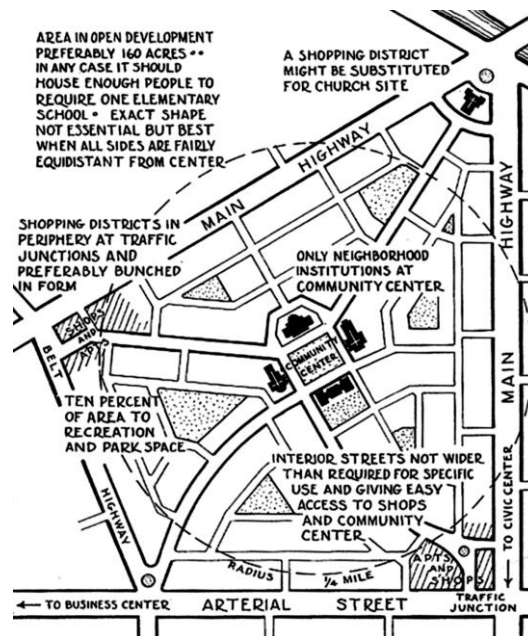 AREA IN OPEN DEVELOPMENT
PREFERABLY 160 ACRES ••
IN ANY CASE IT SHOULD
HOUSE ENOUGH PEOPLE TO
REQUIRE ONE ELEMENTARY
SCHOOL • EXACT SHAPE
NOT ESSENTIAL BUT BEST
WHEN ALL SIDES ARE FAIRLY
EQUIDISTANT FROM CENTER
A SHOPPING DISTRICT
MIGHT BE SUBSTITUTED
FOR CHURCH SITE
MAIN HIGHWAY
HIGHWAY
MAIN
SHOPPING DISTRICTS IN
PERIPHERY AT TRAFFIC
JUNCTIONS AND
PREFERABLY BUNCHED
IN FORM
ONLY NEIGHBORHOOD
INSTITUTIONS AT
COMMUNITY CENTER
SHOPS
AND
APTS
BELT
HIGHWAY
COMMUNITY
CENTER
TEN PERCENT
OF AREA TO
RECREATION
AND PARK SPACE
INTERIOR STREETS NOT WIDER
THAN REQUIRED FOR SPECIFIC
USE AND GIVING EASY
ACCESS TO SHOPS
AND COMMUNITY
CENTER
TO CIVIC CENTER
RADIUS 1/4 MILE
APTS.
AND
SHOPS
← TO BUSINESS CENTER
ARTERIAL STREET
TRAFFIC
JUNCTION